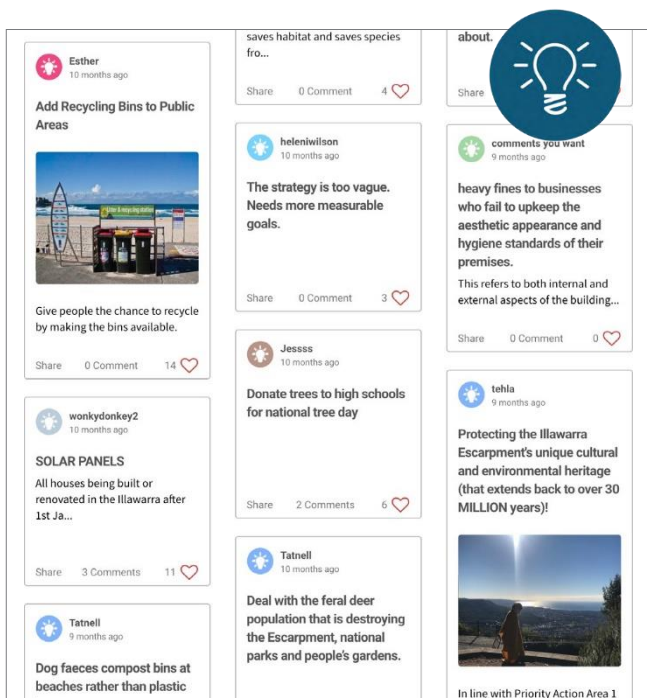 Esther
10 months ago
Add Recycling Bins to Public
Areas
Give people the chance to recycle
by making the bins available.
Share 0 Comment 14
wonkydonkey2
10 months ago
SOLAR PANELS
All houses being built or
renovated in the Illawarra after
1st Ja...
Share 3 Comments 11
Tatnell
9 months ago
Dog faeces compost bins at
beaches rather than plastic
saves habitat and saves species
fro...
Share 0 Comment 4
heleniwilson
10 months ago
The strategy is too vague.
Needs more measurable
goals.
Share 0 Comment 3
Jessss
10 months ago
Donate trees to high schools
for national tree day
Share 2 Comments 6
Tatnell
10 months ago
Deal with the feral deer
population that is destroying
the Escarpment, national
parks and people's gardens.
about.
Share
comments you want
9 months ago
heavy fines to businesses
who fail to upkeep the
aesthetic appearance and
hygiene standards of their
premises.
This refers to both internal and
external aspects of the building...
Share 0 Comment 0
tehla
9 months ago
Protecting the Illawarra
Escarpment's unique cultural
and environmental heritage
(that extends back to over 30
MILLION years)!
In line with Priority Action Area 1